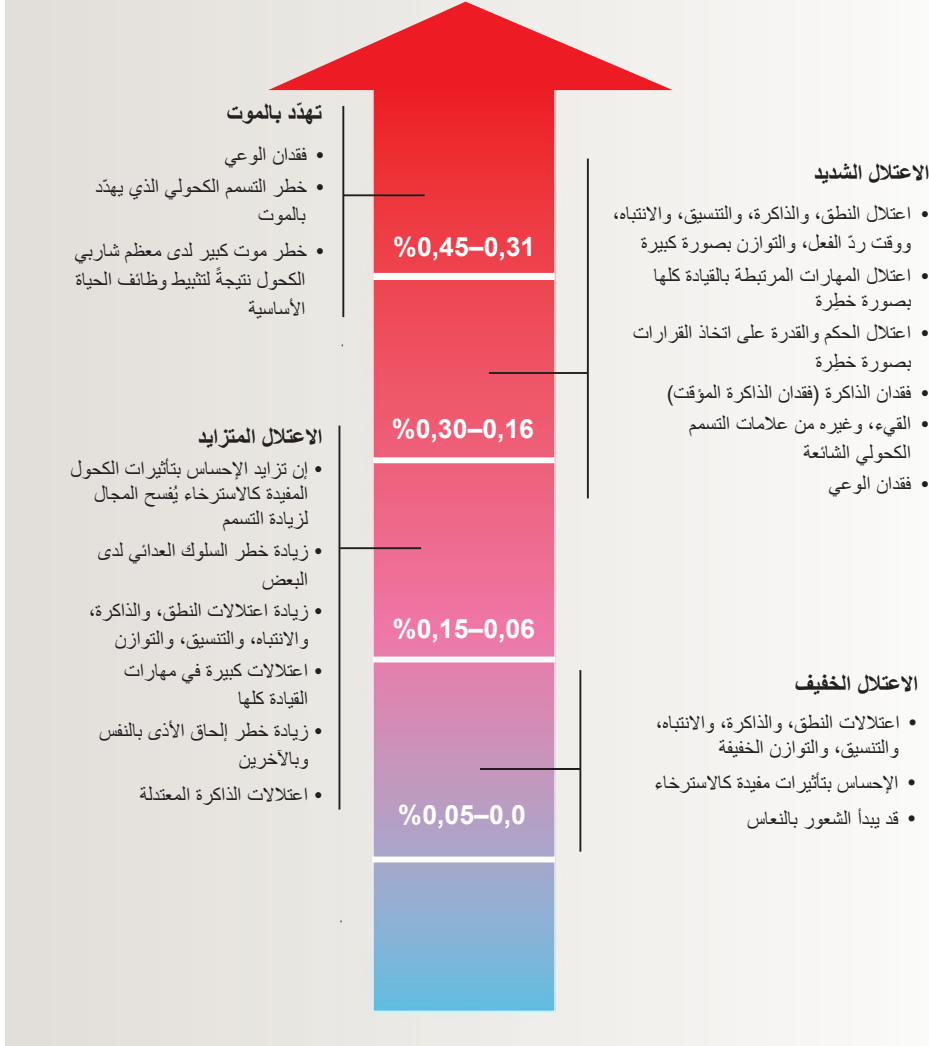 تهدّد بالموت
• فقدان الوعي
• خطر التسمم الكحولي الذي يهدّد
بالموت
• خطر موت كبير لدى معظم شاربي
الكحول نتيجةً لتثبيط وظائف الحياة
الأساسية
%0,45–0,31
الاعتلال الشديد
• اعتلال النطق، والذاكرة، والتنسيق، والانتباه،
ووقت ردّ الفعل، والتوازن بصورة كبيرة
• اعتلال المهارات المرتبطة بالقيادة كلها
بصورة خطِرة
• اعتلال الحكم والقدرة على اتخاذ القرارات
بصورة خطِرة
• فقدان الذاكرة (فقدان الذاكرة المؤقت)
• القيء، وغيره من علامات التسمم
الكحولي الشائعة
• فقدان الوعي
%0,30–0,16
الاعتلال المتزايد
• إن تزايد الإحساس بتأثيرات الكحول
المفيدة كالاسترخاء يُفسح المجال
لزيادة التسمم
• زيادة خطر السلوك العدائي لدى
البعض
• زيادة اعتلالات النطق، والذاكرة،
والانتباه، والتنسيق، والتوازن
• اعتلالات كبيرة في مهارات
القيادة كلها
• زيادة خطر إلحاق الأذى بالنفس
وبالآخرين
• اعتلالات الذاكرة المعتدلة
%0,15–0,06
الاعتلال الخفيف
• اعتلالات النطق، والذاكرة، والانتباه،
والتنسيق، والتوازن الخفيفة
• الإحساس بتأثيرات مفيدة كالاسترخاء
• قد يبدأ الشعور بالنعاس
%0,05–0,0